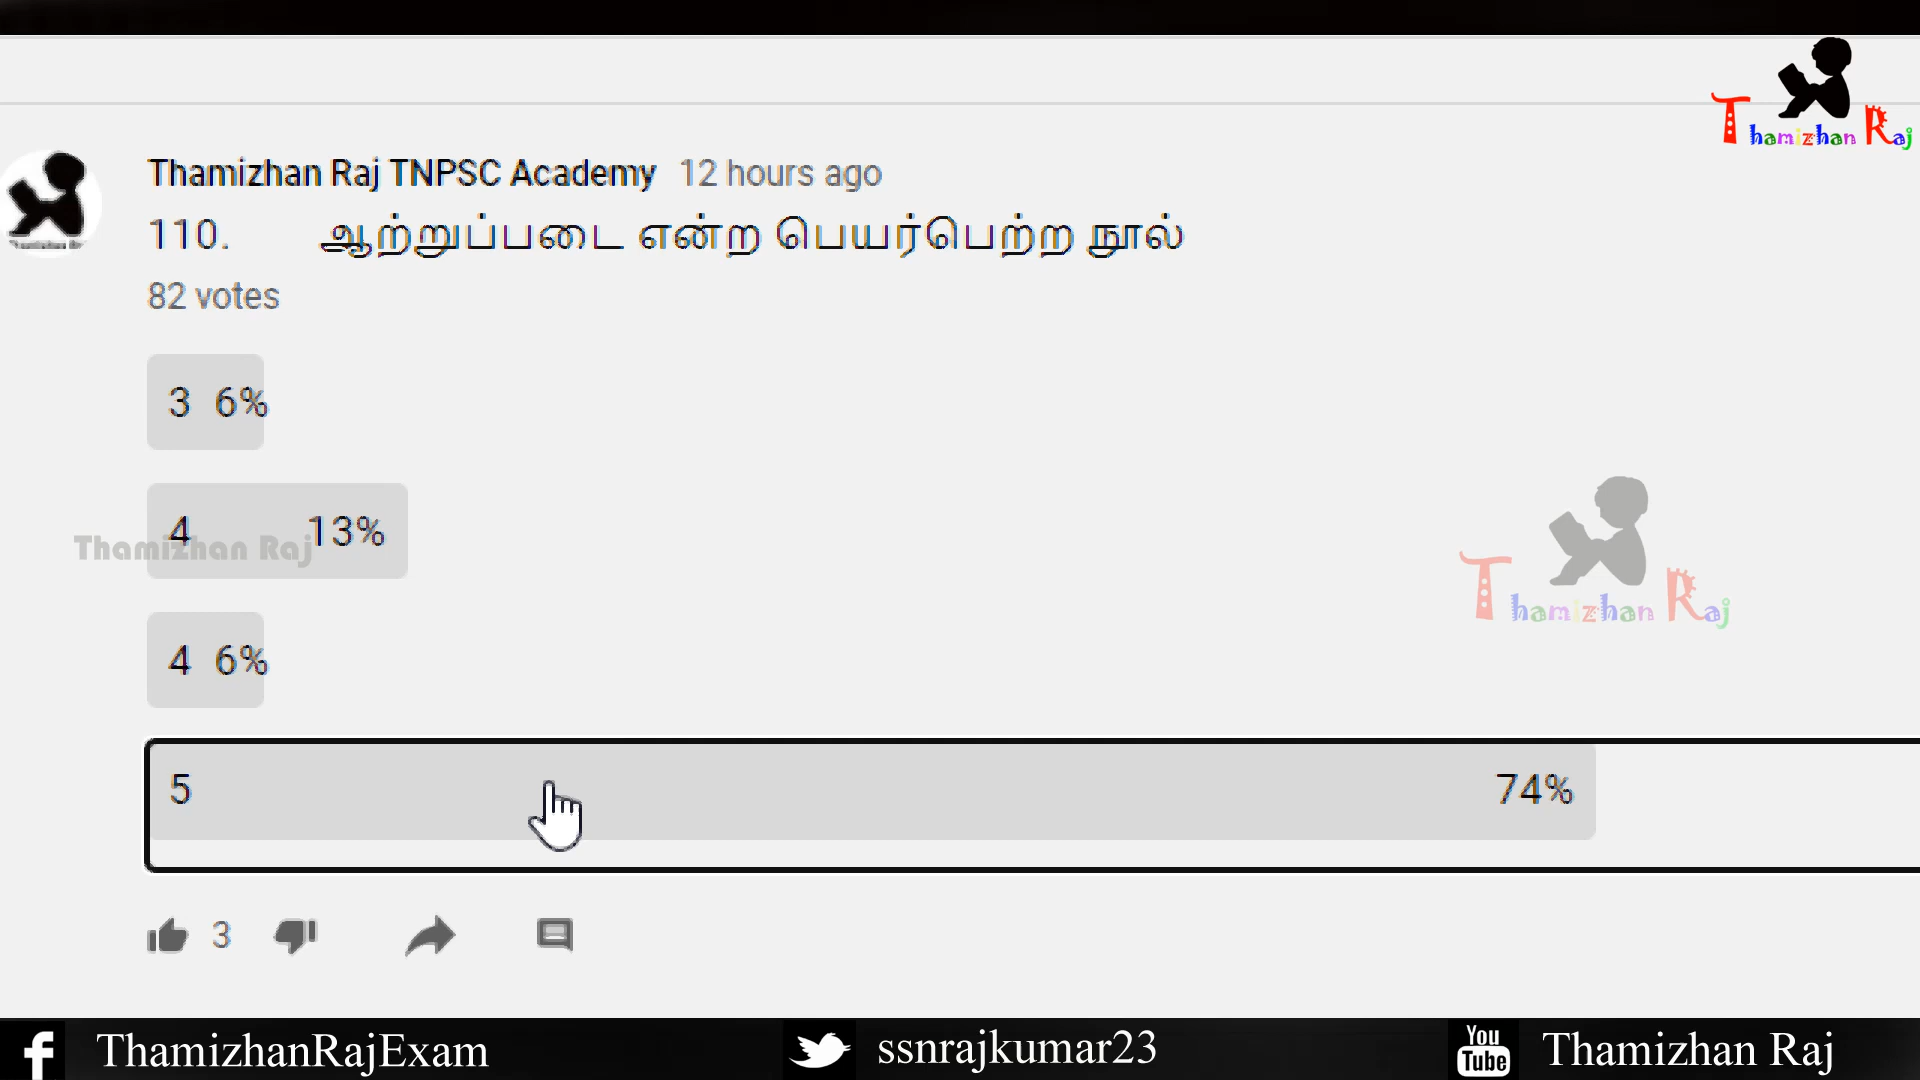 Thamizhan Raj
Thamizhan Raj TNPSC Academy 12 hours ago
110. ஆற்றுப்படை என்ற பெயர்பெற்ற நூல்
82 votes
3 6%
4 13%
Thamizhan Raj
4 6%
Thamizhan Raj
5 74%
3
ThamizhanRajExam
ssnrajkumar23
You Tube Thamizhan Raj